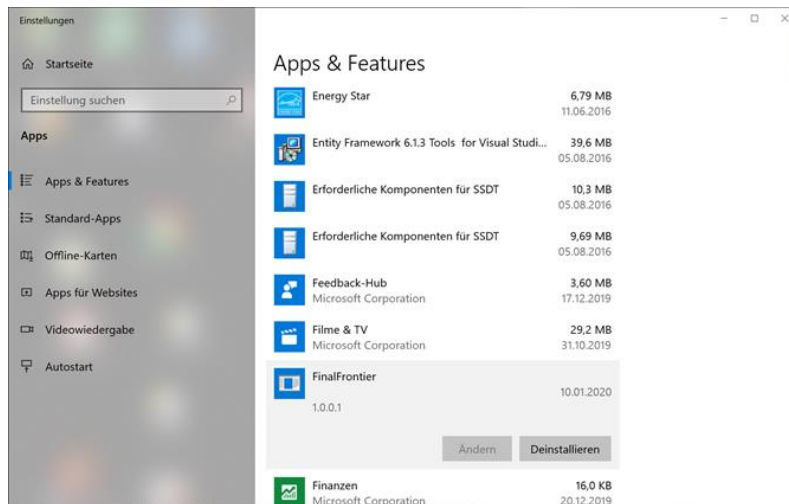 Einstellungen
Startseite
Einstellung suchen
Apps
Apps & Features
Standard-Apps
Offline-Karten
Apps für Websites
Videowiedergabe
Autostart
Apps & Features
Energy Star 6,79 MB
11.06.2016
Entity Framework 6.1.3 Tools for Visual Studi... 39,6 MB
05.08.2016
Erforderliche Komponenten für SSDT 10,3 MB
05.08.2016
Erforderliche Komponenten für SSDT 9,69 MB
05.08.2016
Feedback-Hub 3,60 MB
Microsoft Corporation 17.12.2019
Filme & TV 29,2 MB
Microsoft Corporation 31.10.2019
FinalFrontier
10.01.2020
1.0.0.1
Ändern Deinstallieren
Finanzen 16,0 KB
Microsoft Corporation 20.12.2019